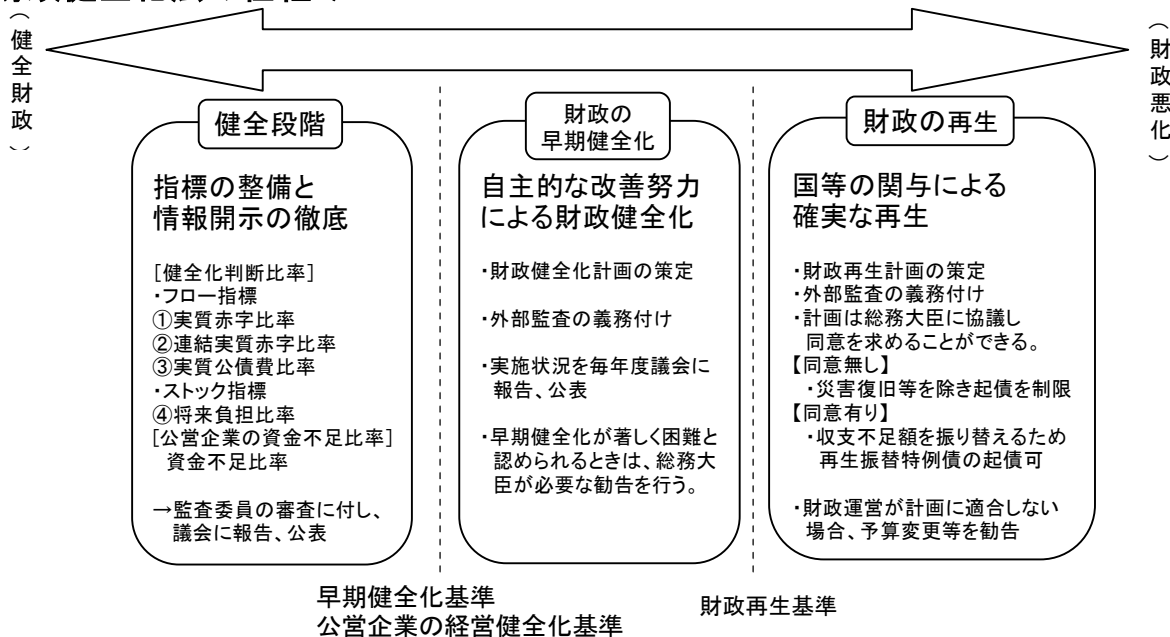 （健全財政）
（財政悪化）
健全段階
指標の整備と
情報開示の徹底
［健全化判断比率］
・フロー指標
①実質赤字比率
②連結実質赤字比率
③実質公債費比率
・ストック指標
④将来負担比率
［公営企業の資金不足比率］
資金不足比率
→監査委員の審査に付し、
議会に報告、公表
財政の
早期健全化
自主的な改善努力
による財政健全化
・財政健全化計画の策定
・外部監査の義務付け
・実施状況を毎年度議会に
報告、公表
・早期健全化が著しく困難と
認められるときは、総務大
臣が必要な勧告を行う。
財政の再生
国等の関与による
確実な再生
・財政再生計画の策定
・外部監査の義務付け
・計画は総務大臣に協議し
同意を求めることができる。
【同意無し】
・災害復旧等を除き起債を制限
【同意有り】
・収支不足額を振り替えるため
再生振替特例債の起債可
・財政運営が計画に適合しない
場合、予算変更等を勧告
早期健全化基準
公営企業の経営健全化基準
財政再生基準